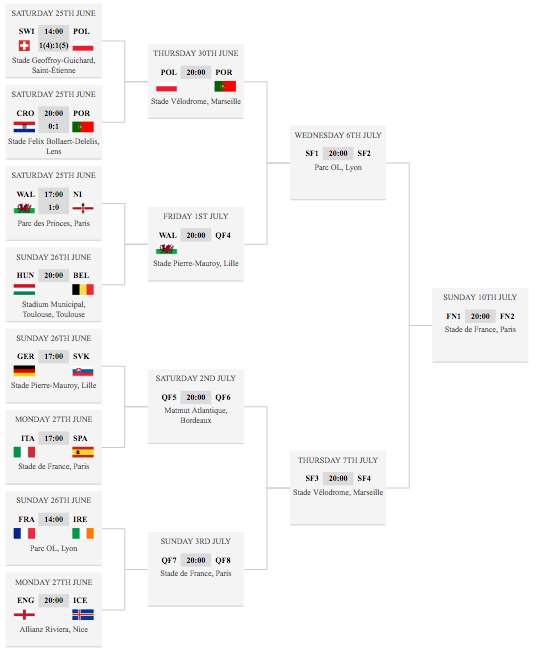 SATURDAY 25TH JUNE
SWI 14:00 POL
1(4):1(5)
Stade Geoffroy-Guichard,
Saint-Étienne
SATURDAY 25TH JUNE
CRO 20:00 POR
0:1
Stade Felix Bollaert-Delelis,
Lens
SATURDAY 25TH JUNE
WAL 17:00 NI
1:0
Parc des Princes, Paris
SUNDAY 26TH JUNE
HUN 20:00 BEL
Stadium Municipal,
Toulouse, Toulouse
SUNDAY 26TH JUNE
GER 17:00 SVK
Stade Pierre-Mauroy, Lille
MONDAY 27TH JUNE
ITA 17:00 SPA
Stade de France, Paris
SUNDAY 26TH JUNE
FRA 14:00 IRE
Parc OL, Lyon
MONDAY 27TH JUNE
ENG 20:00 ICE
Allianz Riviera, Nice
THURSDAY 30TH JUNE
POL 20:00 POR
Stade Vélodrome, Marseille
FRIDAY 1ST JULY
WAL 20:00 QF4
Stade Pierre-Mauroy, Lille
SATURDAY 2ND JULY
QF5 20:00 QF6
Matmut Atlantique,
Bordeaux
SUNDAY 3RD JULY
QF7 20:00 QF8
Stade de France, Paris
WEDNESDAY 6TH JULY
SF1 20:00 SF2
Parc OL, Lyon
THURSDAY 7TH JULY
SF3 20:00 SF4
Stade Vélodrome, Marseille
SUNDAY 10TH JULY
FN1 20:00 FN2
Stade de France, Paris